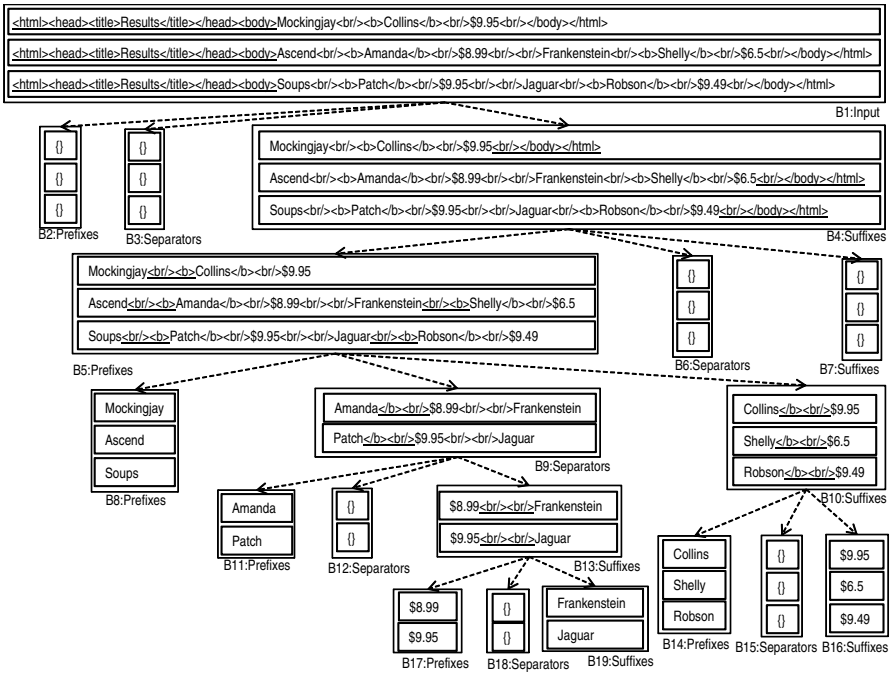 <html><head><title>Results</title></head><body>Mockingjay<br/><b>Collins</b><br/>$9.95<br/></body></html>
<html><head><title>Results</title></head><body>Ascend<br/><b>Amanda</b><br/>$8.99<br/><br/>Frankenstein<br/><b>Shelly</b><br/>$6.5<br/></body></html>
<html><head><title>Results</title></head><body>Soups<br/><b>Patch</b><br/>$9.95<br/><br/>Jaguar<br/><b>Robson</b><br/>$9.49<br/></body></html>
B1:Input
{}
{}
{}
B2:Prefixes
{}
{}
{}
B3:Separators
Mockingjay<br/><b>Collins</b><br/>$9.95<br/></body></html>
Ascend<br/><b>Amanda</b><br/>$8.99<br/><br/>Frankenstein<br/><b>Shelly</b><br/>$6.5<br/></body></html>
Soups<br/><b>Patch</b><br/>$9.95<br/><br/>Jaguar<br/><b>Robson</b><br/>$9.49<br/></body></html>
B4:Suffixes
Mockingjay<br/><b>Collins</b><br/>$9.95
Ascend<br/><b>Amanda</b><br/>$8.99<br/><br/>Frankenstein<br/><b>Shelly</b><br/>$6.5
Soups<br/><b>Patch</b><br/>$9.95<br/><br/>Jaguar<br/><b>Robson</b><br/>$9.49
B5:Prefixes
{}
{}
{}
B6:Separators
{}
{}
{}
B7:Suffixes
Mockingjay
Ascend
Soups
B8:Prefixes
Amanda</b><br/>$8.99<br/><br/>Frankenstein
Patch</b><br/>$9.95<br/><br/>Jaguar
B9:Separators
Collins</b><br/>$9.95
Shelly</b><br/>$6.5
Robson</b><br/>$9.49
B10:Suffixes
Amanda
Patch
B11:Prefixes
{}
{}
B12:Separators
$8.99<br/><br/>Frankenstein
$9.95<br/><br/>Jaguar
B13:Suffixes
Collins
Shelly
Robson
B14:Prefixes
{}
{}
{}
B15:Separators
$9.95
$6.5
$9.49
B16:Suffixes
$8.99
$9.95
B17:Prefixes
{}
{}
B18:Separators
Frankenstein
Jaguar
B19:Suffixes